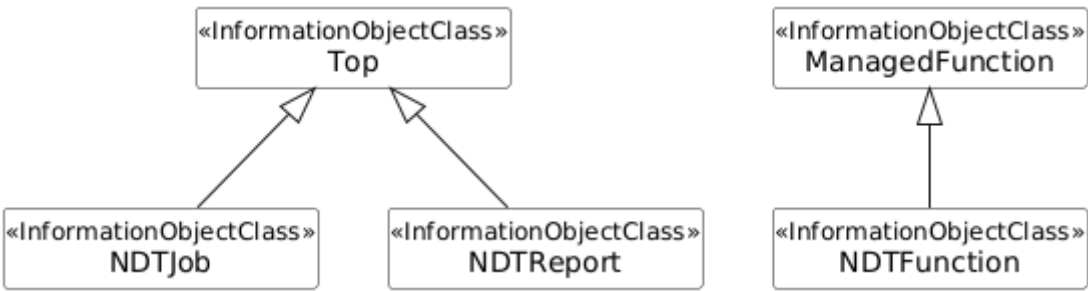 «InformationObjectClass»
Top
«InformationObjectClass»
ManagedFunction
«InformationObjectClass»
NDTJob
«InformationObjectClass»
NDTReport
«InformationObjectClass»
NDTFunction